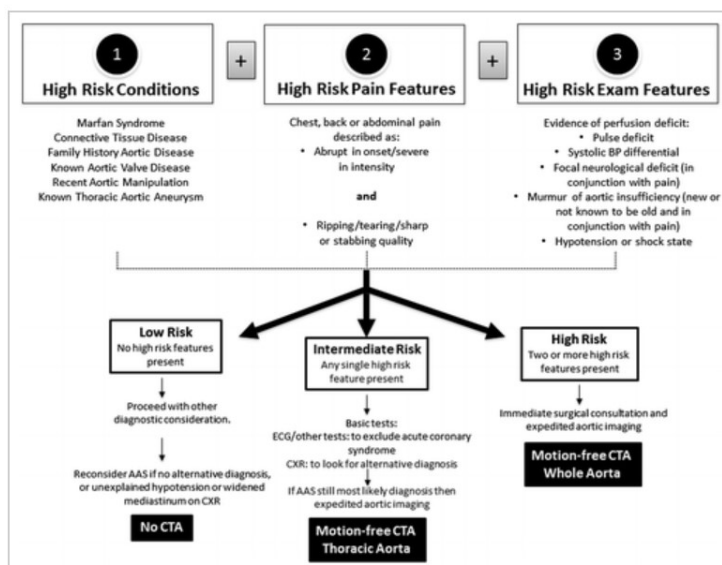 1
High Risk Conditions
Marfan Syndrome
Connective Tissue Disease
Family History Aortic Disease
Known Aortic Valve Disease
Recent Aortic Manipulation
Known Thoracic Aortic Aneurysm
+
2
High Risk Pain Features
Chest, back or abdominal pain
described as:
• Abrupt in onset/severe
in intensity
and
• Ripping/tearing/sharp
or stabbing quality
+
3
High Risk Exam Features
Evidence of perfusion deficit:
• Pulse deficit
• Systolic BP differential
• Focal neurological deficit (in
conjunction with pain)
• Murmur of aortic insufficiency (new or
not known to be old and in
conjunction with pain)
• Hypotension or shock state
Low Risk
No high risk features
present
Proceed with other
diagnostic consideration.
Reconsider AAS if no alternative diagnosis,
or unexplained hypotension or widened
mediastinum on CXR
No CTA
Intermediate Risk
Any single high risk
feature present
Basic tests:
ECG/other tests: to exclude acute coronary
syndrome
CXR: to look for alternative diagnosis
If AAS still most likely diagnosis then
expedited aortic imaging
Motion-free CTA
Thoracic Aorta
High Risk
Two or more high risk
features present
Immediate surgical consultation and
expedited aortic imaging
Motion-free CTA
Whole Aorta